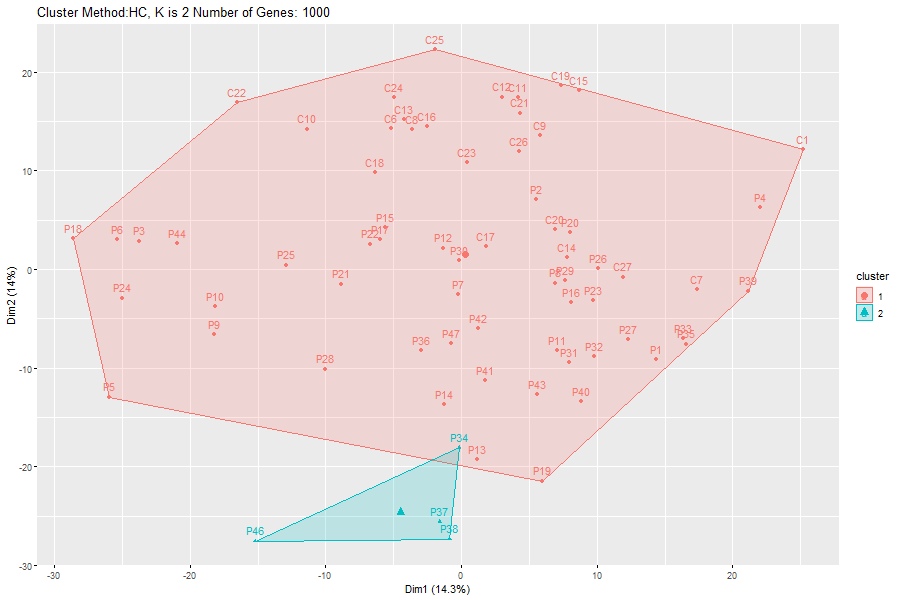 Cluster Method:HC, K is 2 Number of Genes: 1000
C25
C22
C24
C19
C15
C12
C11
C13
C21
C10
C6
C8
C16
C9
C26
C1
C23
C18
P2
P4
P18
P6
P3
P44
P15
P22
P17
P12
C17
C20
P20
P30
C14
P25
P26
P21
P8
P29
C27
C7
P39
P24
P10
P7
P16
P23
P9
P42
P36
P47
P11
P31
P32
P27
P33
P35
P1
P28
P41
P5
P14
P43
P40
P34
P13
P19
P37
P38
P46
20
10
0
-10
-20
-30
Dim2 (14%)
-30
-20
-10
0
10
20
Dim1 (14.3%)
cluster
1
2